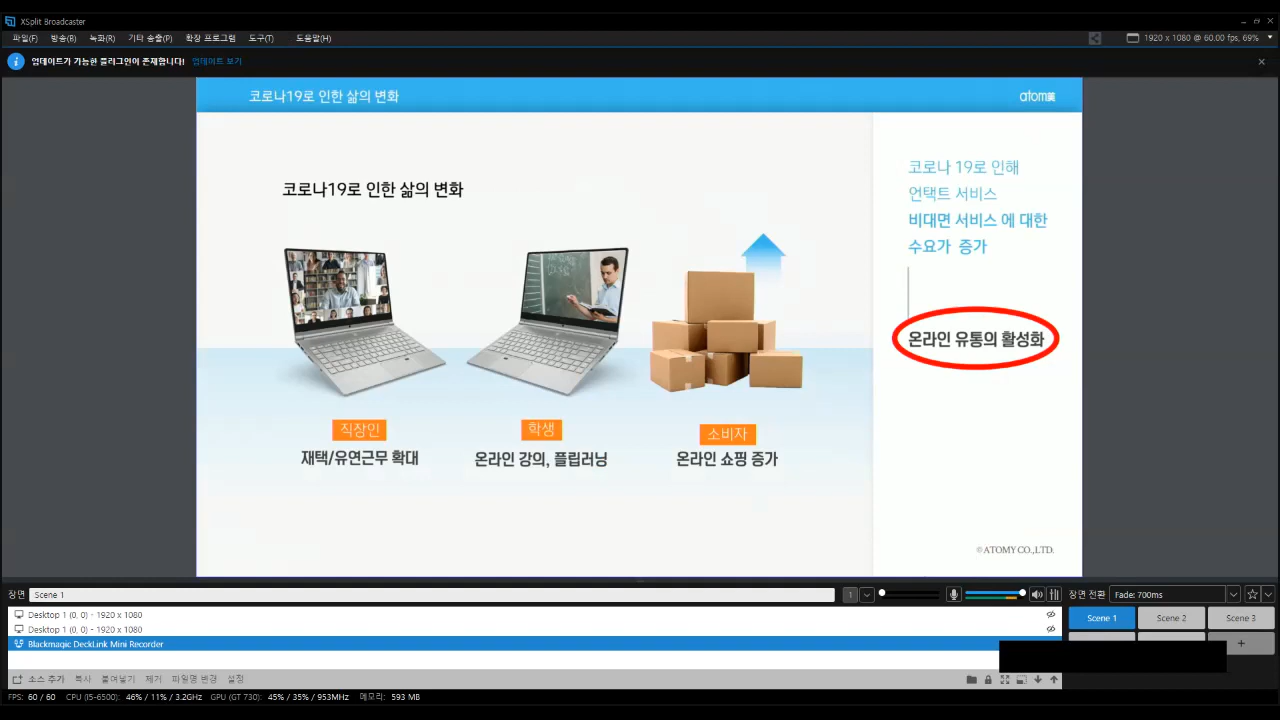 XSplit Broadcaster
파일(F) 방송(B) 녹화(R) 기타 송출(P) 확장 프로그램 도구(T) 도움말(H)
1920 x 1080 @ 60.00 fps, 69%
업데이트가 가능한 플러그인이 존재합니다! 업데이트 보기
코로나19로 인한 삶의 변화
atom美
코로나19로 인한 삶의 변화
직장인
재택/유연근무 확대
학생
온라인 강의, 플립러닝
소비자
온라인 쇼핑 증가
코로나 19로 인해
언택트 서비스
비대면 서비스 에 대한
수요가 증가
온라인 유통의 활성화
©ATOMY CO.,LTD.
장면 Scene 1
1
장면 전환 Fade: 700ms
Desktop 1 (0, 0) - 1920 x 1080
Desktop 1 (0, 0) - 1920 x 1080
Blackmagic DeckLink Mini Recorder
Scene 1 Scene 2 Scene 3
+
소스 추가 복사 붙여넣기 제거 파일명 변경 설정
FPS: 60 / 60 CPU (I5-6500): 46% / 11% / 3.2GHz GPU (GT 730): 45% / 35% / 953MHz 메모리: 593 MB